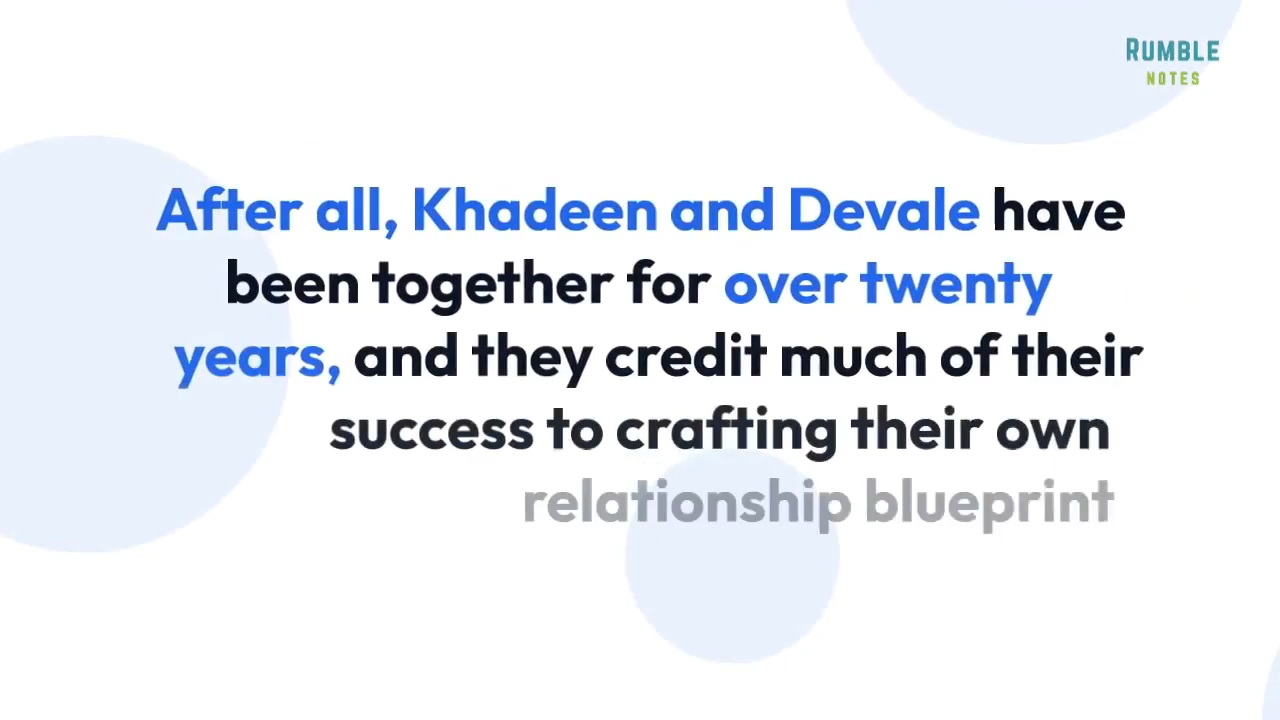 RUMBLE
NOTES
After all, Khadeen and Devale have
been together for over twenty
years, and they credit much of their
success to crafting their own
relationship blueprint